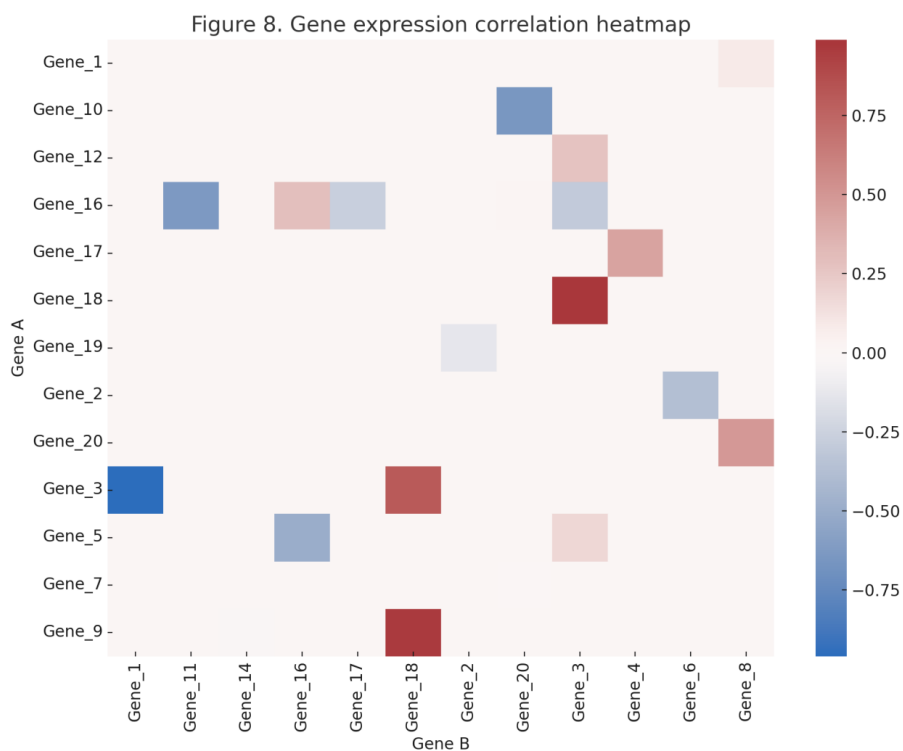 Figure 8. Gene expression correlation heatmap
Gene_1
Gene_10
Gene_12
Gene_16
Gene_17
Gene_18
Gene_19
Gene_2
Gene_20
Gene_3
Gene_5
Gene_7
Gene_9
Gene A
Gene_1
Gene_11
Gene_14
Gene_16
Gene_17
Gene_18
Gene_2
Gene_20
Gene_3
Gene_4
Gene_6
Gene_8
Gene B
0.75
0.50
0.25
0.00
−0.25
−0.50
−0.75